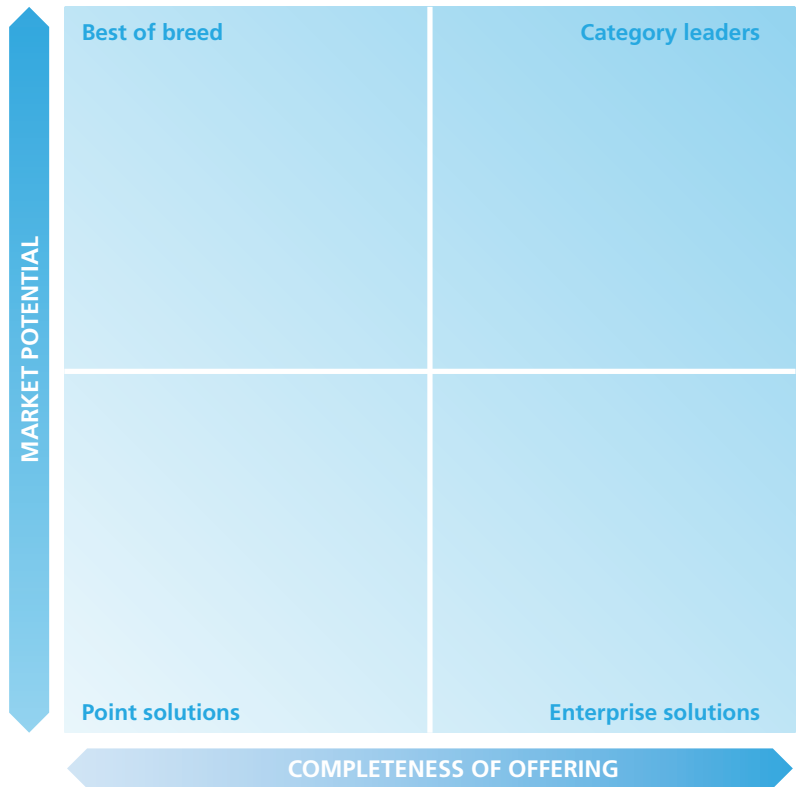 Best of breed
Category leaders
MARKET POTENTIAL
Point solutions
Enterprise solutions
COMPLETENESS OF OFFERING